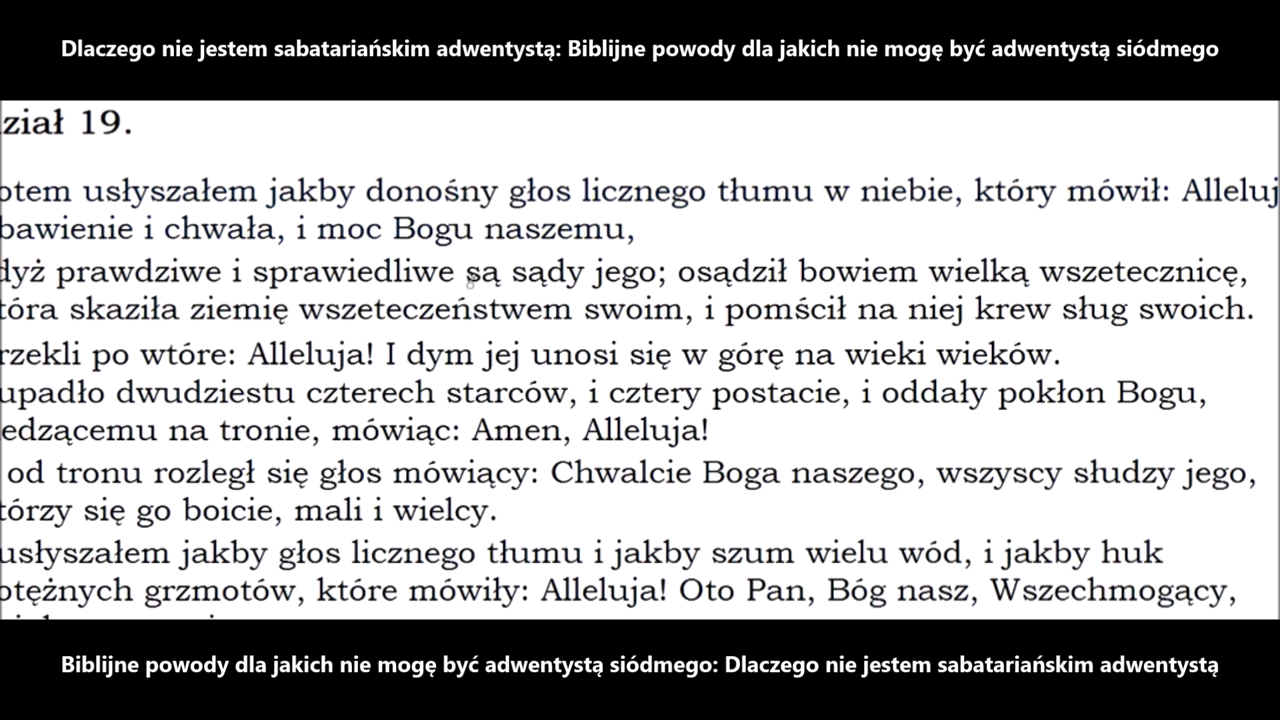 Dlaczego nie jestem sabatariańskim adwentystą: Biblijne powody dla jakich nie mogę być adwentystą siódmego
ział 19.
otem usłyszałem jakby donośny głos licznego tłumu w niebie, który mówił: Alleluj
bawienie i chwała, i moc Bogu naszemu,
dyż prawdziwe i sprawiedliwe są sądy jego; osądził bowiem wielką wszetecznicę,
tóra skaziła ziemię wszeteczeństwem swoim, i pomścił na niej krew sług swoich.
rzekli po wtóre: Alleluja! I dym jej unosi się w górę na wieki wieków.
upadło dwudziestu czterech starców, i cztery postacie, i oddały pokłon Bogu,
edzącemu na tronie, mówiąc: Amen, Alleluja!
od tronu rozległ się głos mówiący: Chwalcie Boga naszego, wszyscy słudzy jego,
tórzy się go boicie, mali i wielcy.
usłyszałem jakby głos licznego tłumu i jakby szum wielu wód, i jakby huk
otężnych grzmotów, które mówiły: Alleluja! Oto Pan, Bóg nasz, Wszechmogący,
Biblijne powody dla jakich nie mogę być adwentystą siódmego: Dlaczego nie jestem sabatariańskim adwentystą